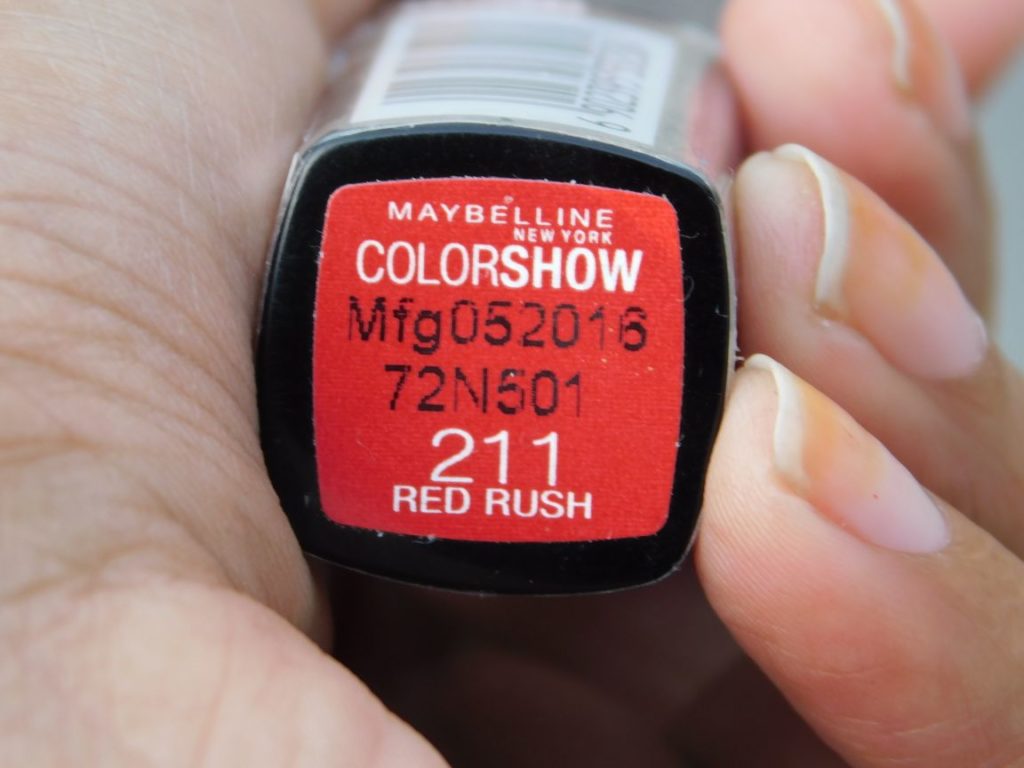 MAYBELLINE
NEW YORK
COLORSHOW
Mfg052016
72N501
211
RED RUSH